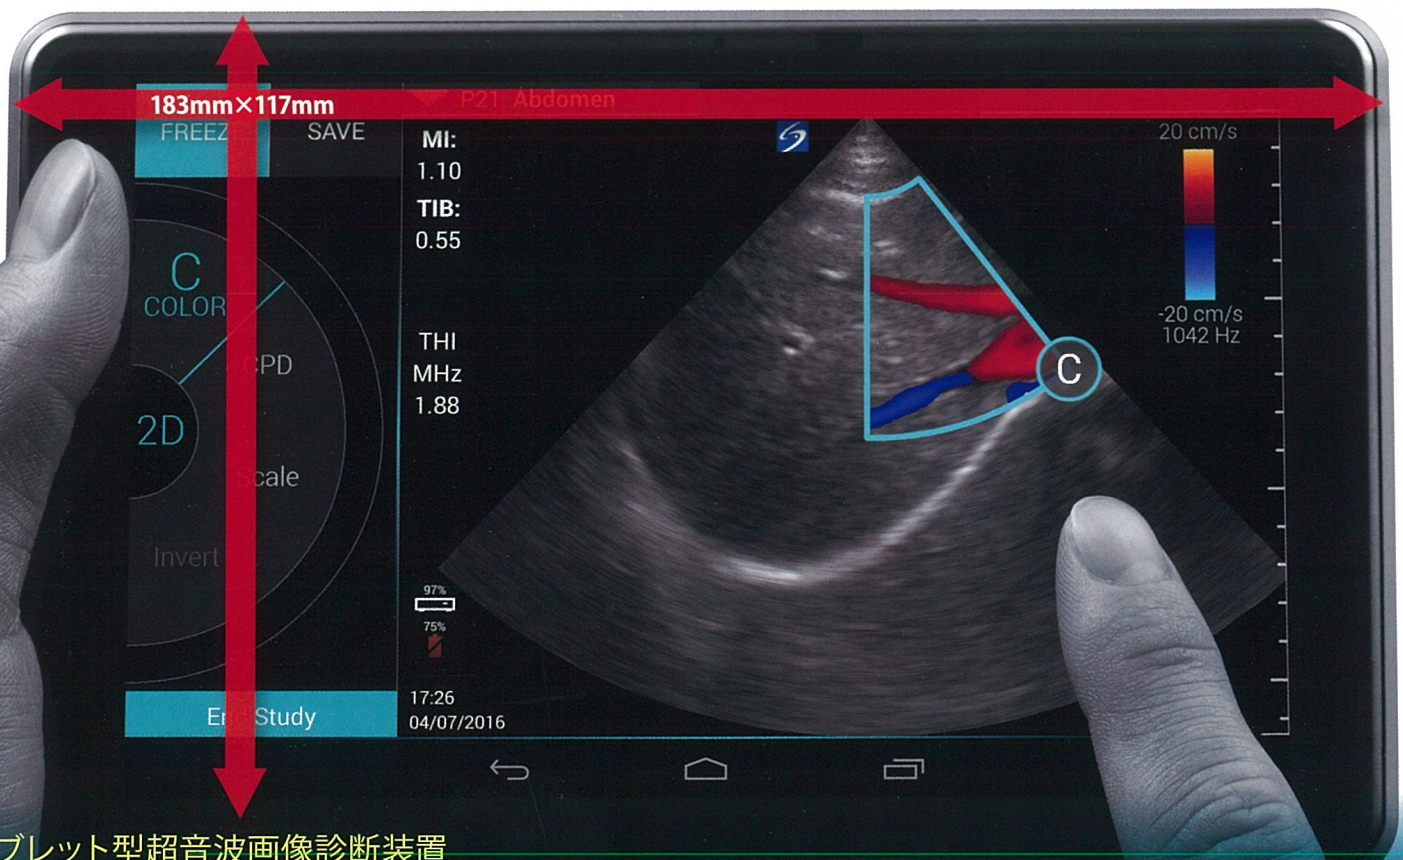 183mm×117mm
P21: Abdomen
FREEZE
SAVE
MI:
1.10
TIB:
0.55
20 cm/s
-20 cm/s
1042 Hz
C
COLOR
CPD
2D
Scale
Invert
THI
MHz
1.88
C
97%
75%
End Study
17:26
04/07/2016
ブレット型超音波画像診断装置